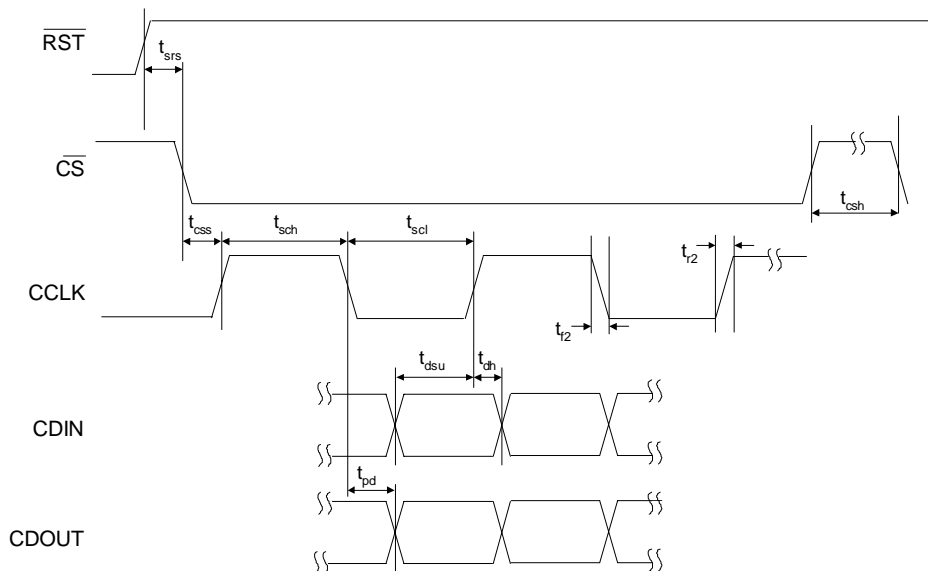 RST
t_srs
CS
t_csh
t_css t_sch t_scl
t_r2
CCLK
t_f2
t_dsu t_dh
CDIN
t_pd
CDOUT